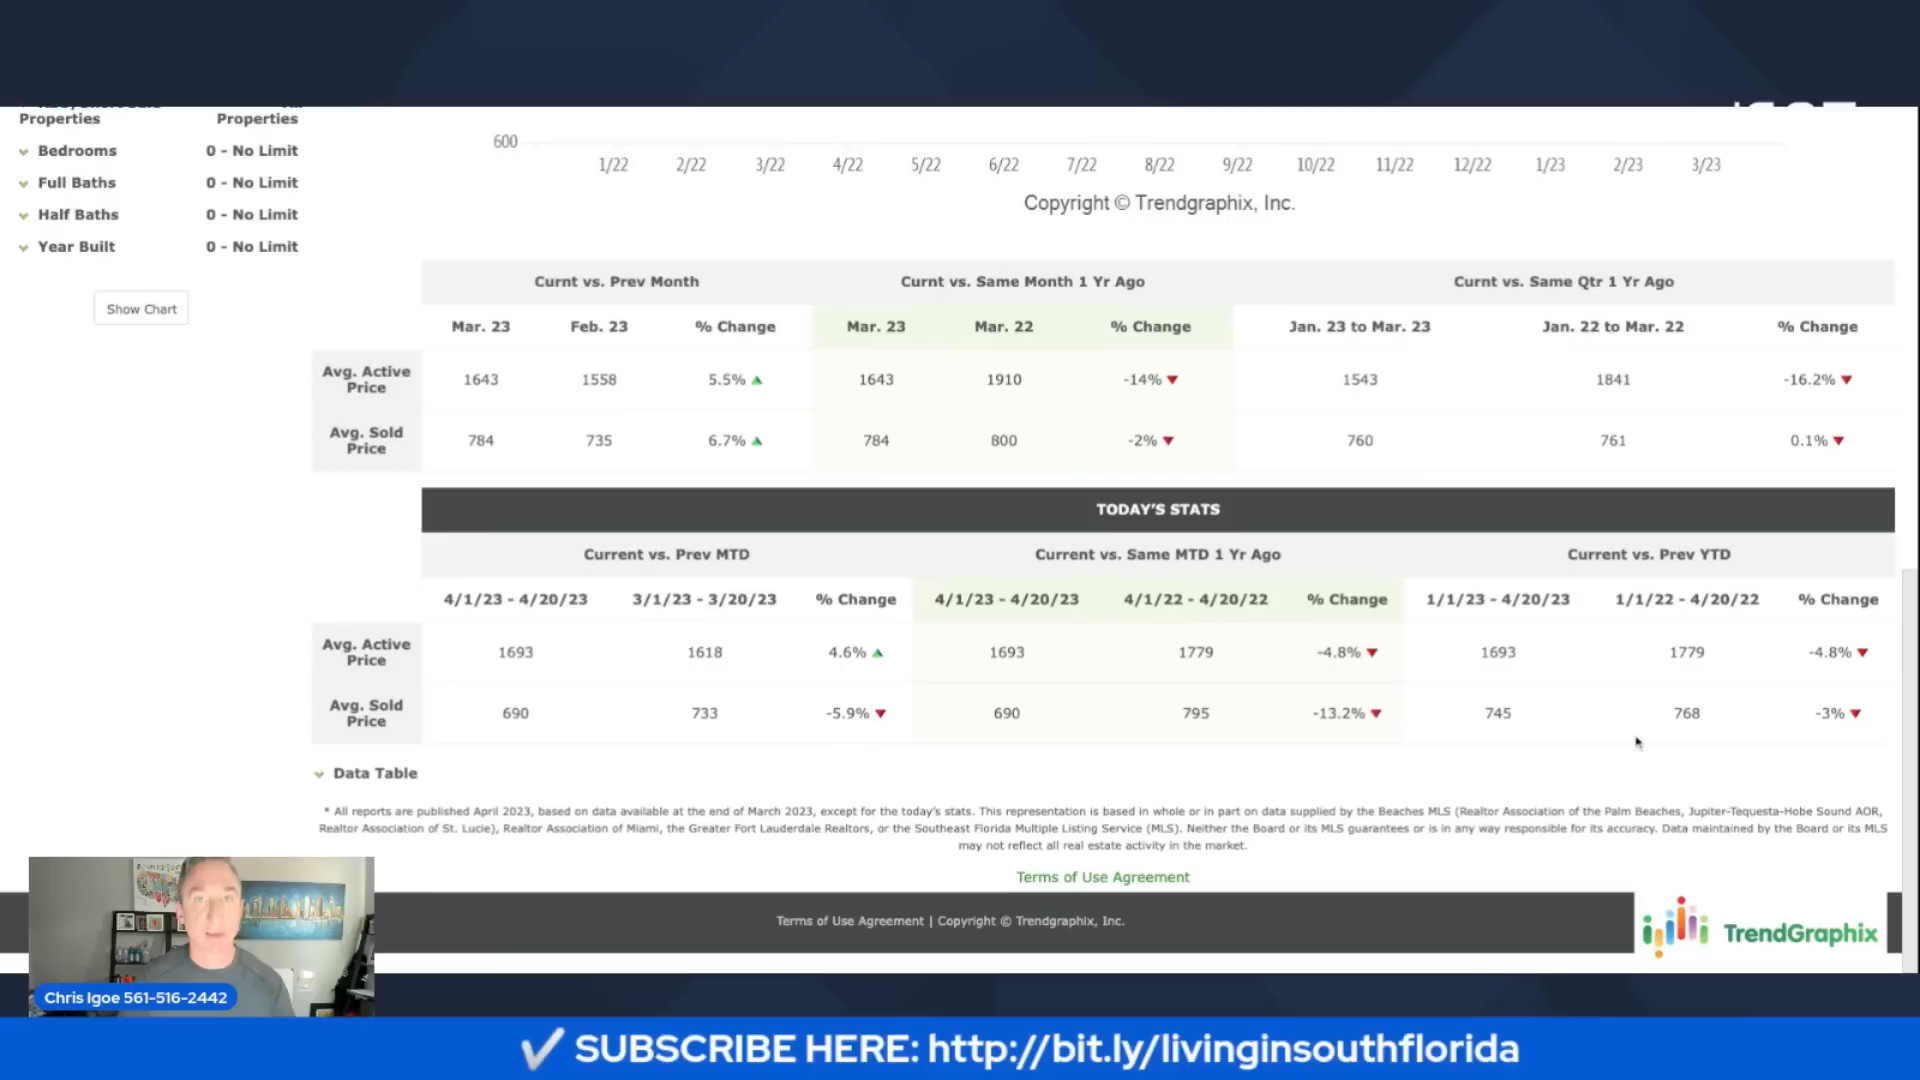 Properties Properties
Bedrooms 0 - No Limit
Full Baths 0 - No Limit
Half Baths 0 - No Limit
Year Built 0 - No Limit
Show Chart
600
1/22 2/22 3/22 4/22 5/22 6/22 7/22 8/22 9/22 10/22 11/22 12/22 1/23 2/23 3/23
Copyright © Trendgraphix, Inc.
Curnt vs. Prev Month Curnt vs. Same Month 1 Yr Ago Curnt vs. Same Qtr 1 Yr Ago
Mar. 23 Feb. 23 % Change Mar. 23 Mar. 22 % Change Jan. 23 to Mar. 23 Jan. 22 to Mar. 22 % Change
Avg. Active
Price 1643 1558 5.5% 1643 1910 -14% 1543 1841 -16.2%
Avg. Sold
Price 784 735 6.7% 784 800 -2% 760 761 0.1%
TODAY'S STATS
Current vs. Prev MTD Current vs. Same MTD 1 Yr Ago Current vs. Prev YTD
4/1/23 - 4/20/23 3/1/23 - 3/20/23 % Change 4/1/23 - 4/20/23 4/1/22 - 4/20/22 % Change 1/1/23 - 4/20/23 1/1/22 - 4/20/22 % Change
Avg. Active
Price 1693 1618 4.6% 1693 1779 -4.8% 1693 1779 -4.8%
Avg. Sold
Price 690 733 -5.9% 690 795 -13.2% 745 768 -3%
Data Table
* All reports are published April 2023, based on data available at the end of March 2023, except for the today's stats. This representation is based in whole or in part on data supplied by the Beaches MLS (Realtor Association of the Palm Beaches, Jupiter-Tequesta-Hobe Sound AOR,
Realtor Association of St. Lucie), Realtor Association of Miami, the Greater Fort Lauderdale Realtors, or the Southeast Florida Multiple Listing Service (MLS). Neither the Board or its MLS guarantees or is in any way responsible for its accuracy. Data maintained by the Board or its MLS
may not reflect all real estate activity in the market.
Terms of Use Agreement
Terms of Use Agreement | Copyright © Trendgraphix, Inc.
TrendGraphix
Chris Igoe 561-516-2442
SUBSCRIBE HERE: http://bit.ly/livinginsouthflorida